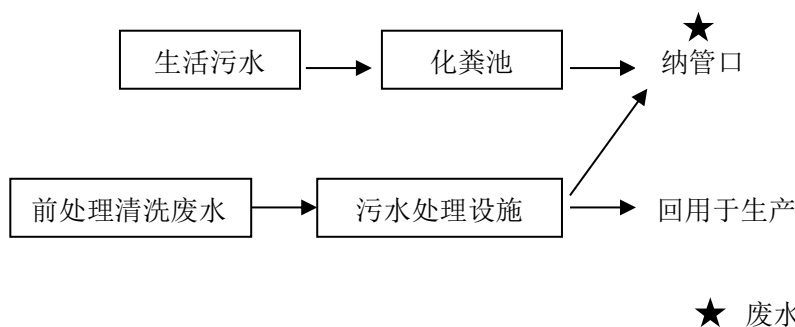 ★
生活污水 化粪池 纳管口
前处理清洗废水 污水处理设施 回用于生产
★ 废水